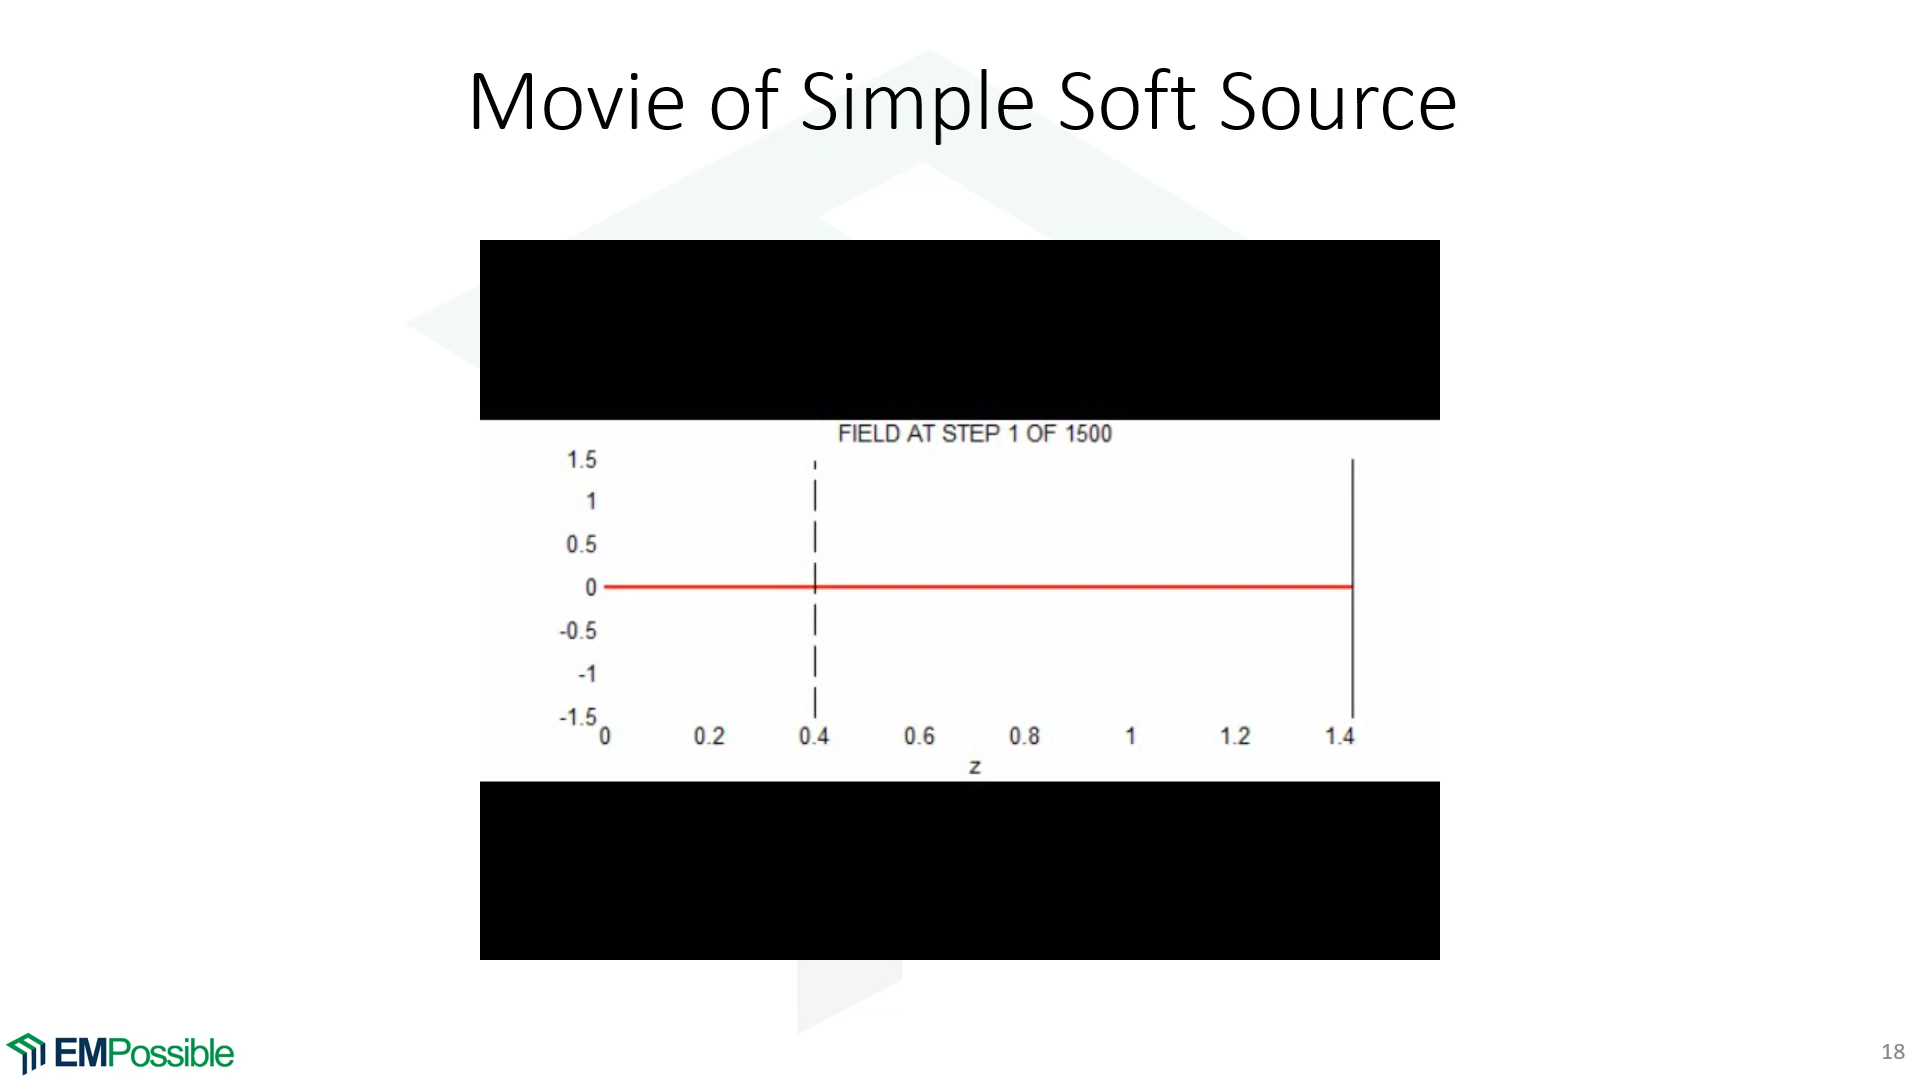 Movie of Simple Soft Source
FIELD AT STEP 1 OF 1500
1.5
1
0.5
0
-0.5
-1
-1.5
0 0.2 0.4 0.6 0.8 1 1.2 1.4
z
EMPossible
18